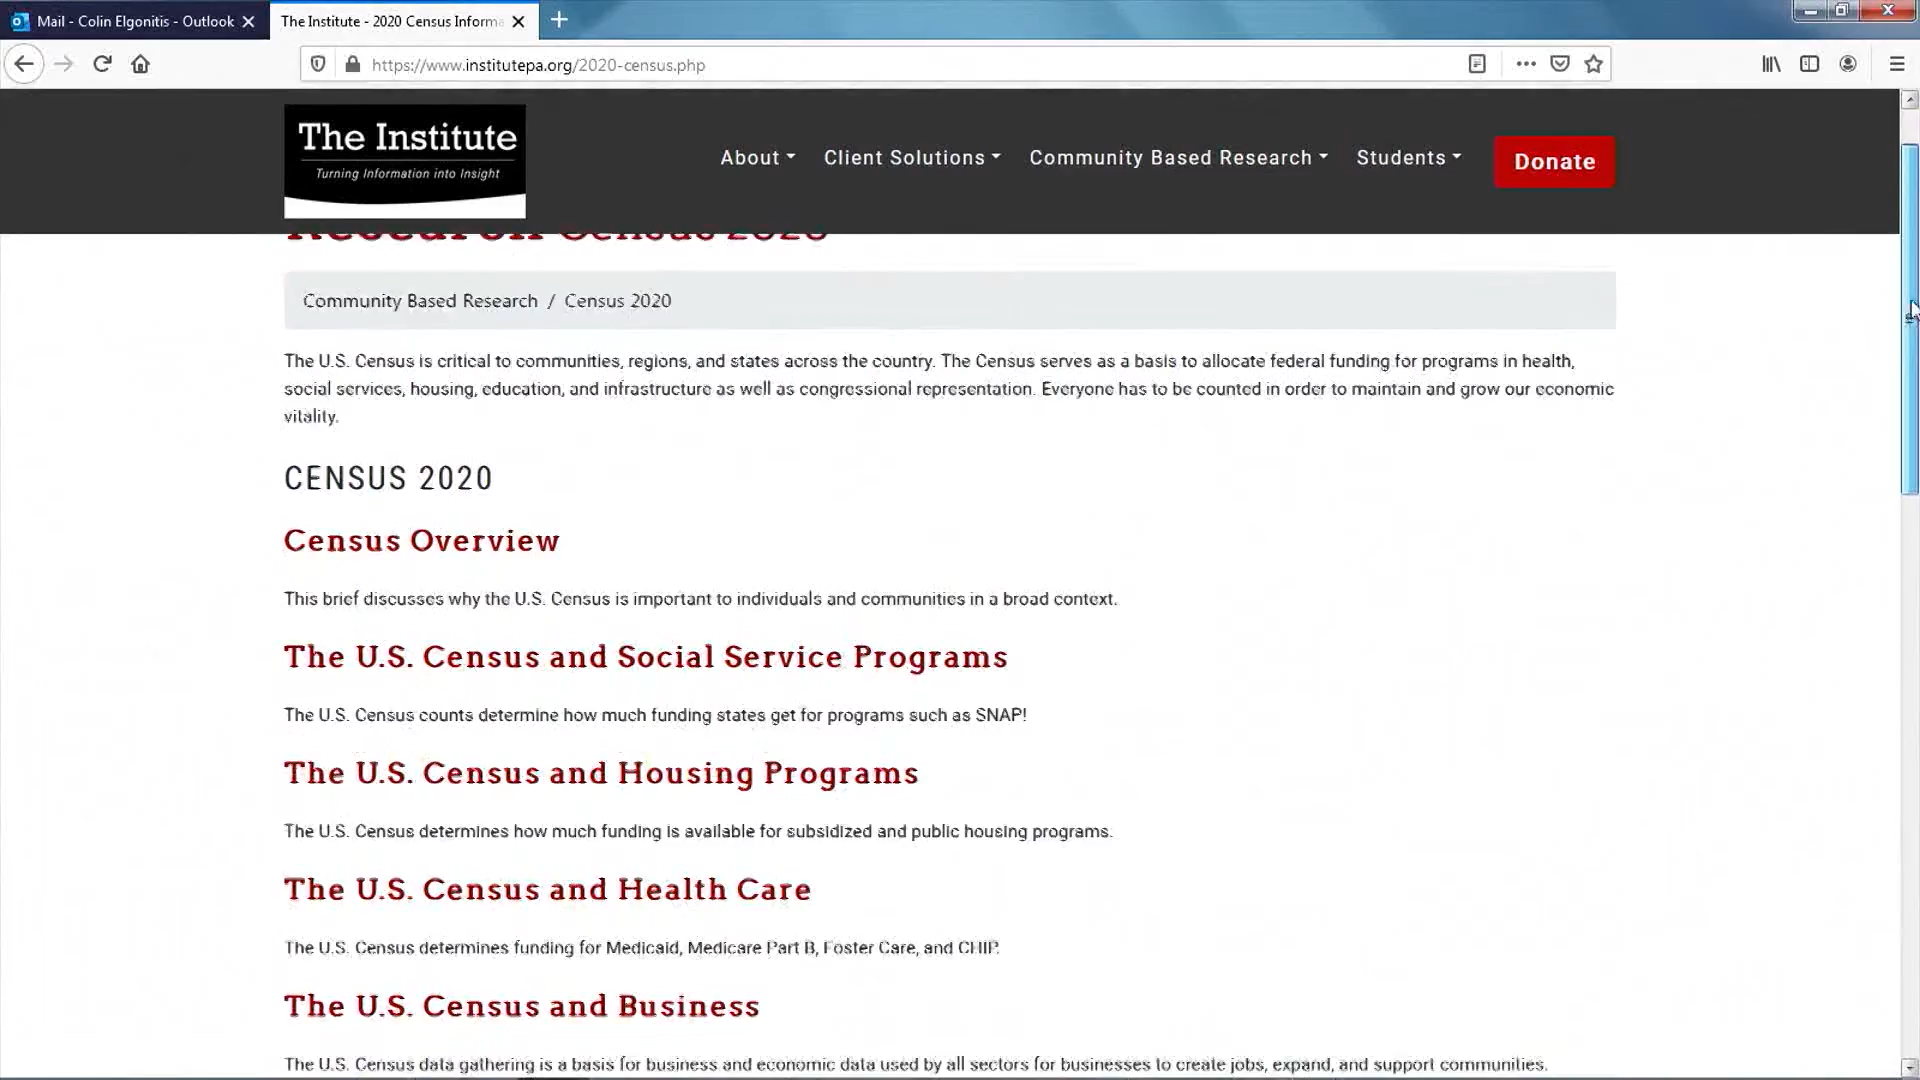 Mail - Colin Elgonitis - Outlook
The Institute - 2020 Census Inform
https://www.institutepa.org/2020-census.php
The Institute
Turning Information into Insight
About
Client Solutions
Community Based Research
Students
Donate
Research Census 2020
Community Based Research / Census 2020
The U.S. Census is critical to communities, regions, and states across the country. The Census serves as a basis to allocate federal funding for programs in health,
social services, housing, education, and infrastructure as well as congressional representation. Everyone has to be counted in order to maintain and grow our economic
vitality.
CENSUS 2020
Census Overview
This brief discusses why the U.S. Census is important to individuals and communities in a broad context.
The U.S. Census and Social Service Programs
The U.S. Census counts determine how much funding states get for programs such as SNAP!
The U.S. Census and Housing Programs
The U.S. Census determines how much funding is available for subsidized and public housing programs.
The U.S. Census and Health Care
The U.S. Census determines funding for Medicaid, Medicare Part B, Foster Care, and CHIP.
The U.S. Census and Business
The U.S. Census data gathering is a basis for business and economic data used by all sectors for businesses to create jobs, expand, and support communities.